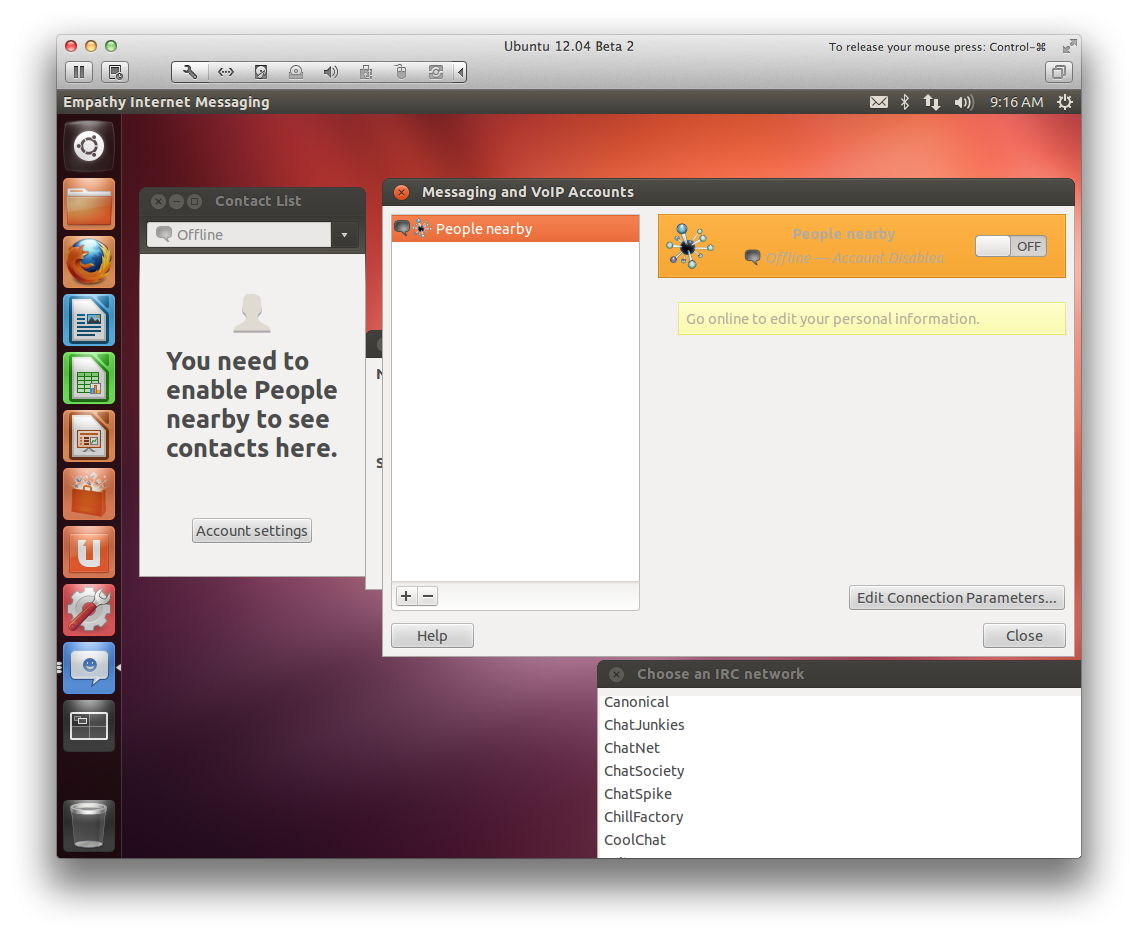 Ubuntu 12.04 Beta 2
To release your mouse press: Control-⌘
Empathy Internet Messaging
9:16 AM
Contact List
Offline
You need to
enable People
nearby to see
contacts here.
Account settings
Messaging and VoIP Accounts
People nearby
People nearby
Offline — Account Disabled
OFF
Go online to edit your personal information.
Edit Connection Parameters...
Help
Close
Choose an IRC network
Canonical
ChatJunkies
ChatNet
ChatSociety
ChatSpike
ChillFactory
CoolChat